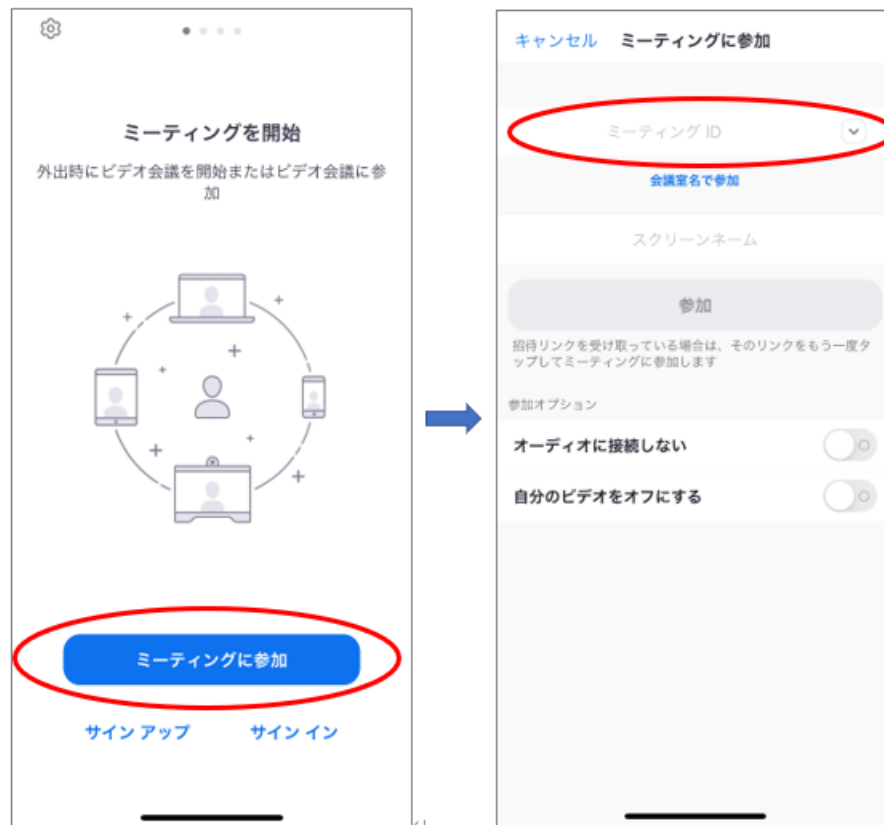 ミーティングを開始
外出時にビデオ会議を開始またはビデオ会議に参
加
ミーティングに参加
サイン アップ サイン イン
キャンセル ミーティングに参加
ミーティング ID
会議室名で参加
スクリーンネーム
参加
招待リンクを受け取っている場合は、そのリンクをもう一度タ
ップしてミーティングに参加します
参加オプション
オーディオに接続しない
自分のビデオをオフにする